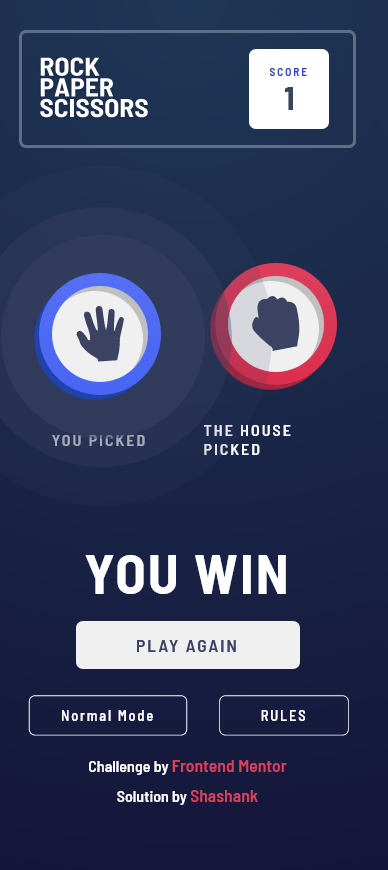 ROCK
PAPER
SCISSORS
SCORE
1
YOU PICKED
THE HOUSE
PICKED
YOU WIN
PLAY AGAIN
Normal Mode
RULES
Challenge by Frontend Mentor
Solution by Shashank